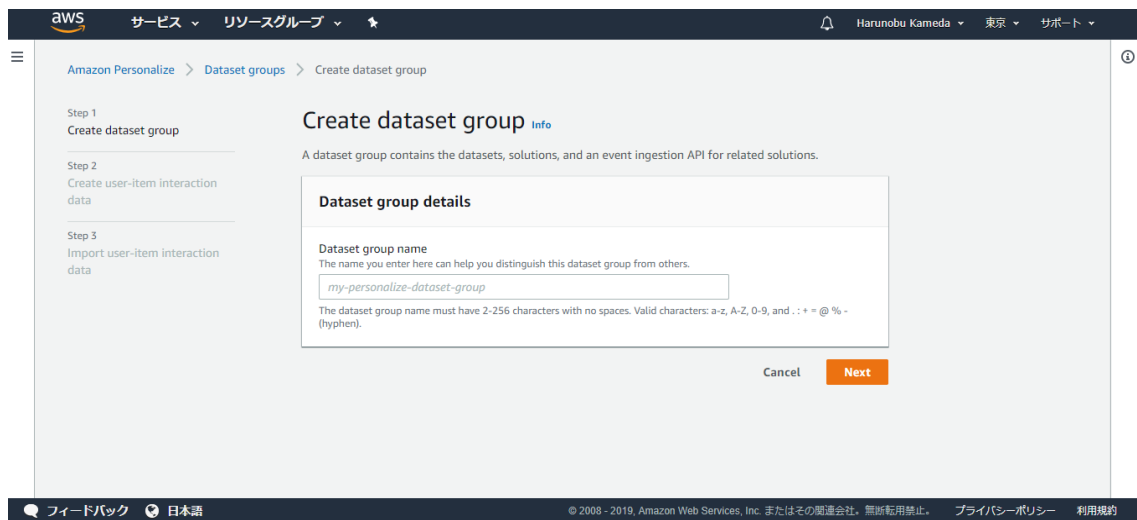 aws サービス リソースグループ Harunobu Kameda 東京 サポート
Amazon Personalize > Dataset groups > Create dataset group
Step 1
Create dataset group
Step 2
Create user-item interaction
data
Step 3
Import user-item interaction
data
Create dataset group Info
A dataset group contains the datasets, solutions, and an event ingestion API for related solutions.
Dataset group details
Dataset group name
The name you enter here can help you distinguish this dataset group from others.
my-personalize-dataset-group
The dataset group name must have 2-256 characters with no spaces. Valid characters: a-z, A-Z, 0-9, and . : + = @ % -
(hyphen).
Cancel Next
フィードバック 日本語 © 2008 - 2019, Amazon Web Services, Inc. またはその関連会社。無断転用禁止。 プライバシーポリシー 利用規約